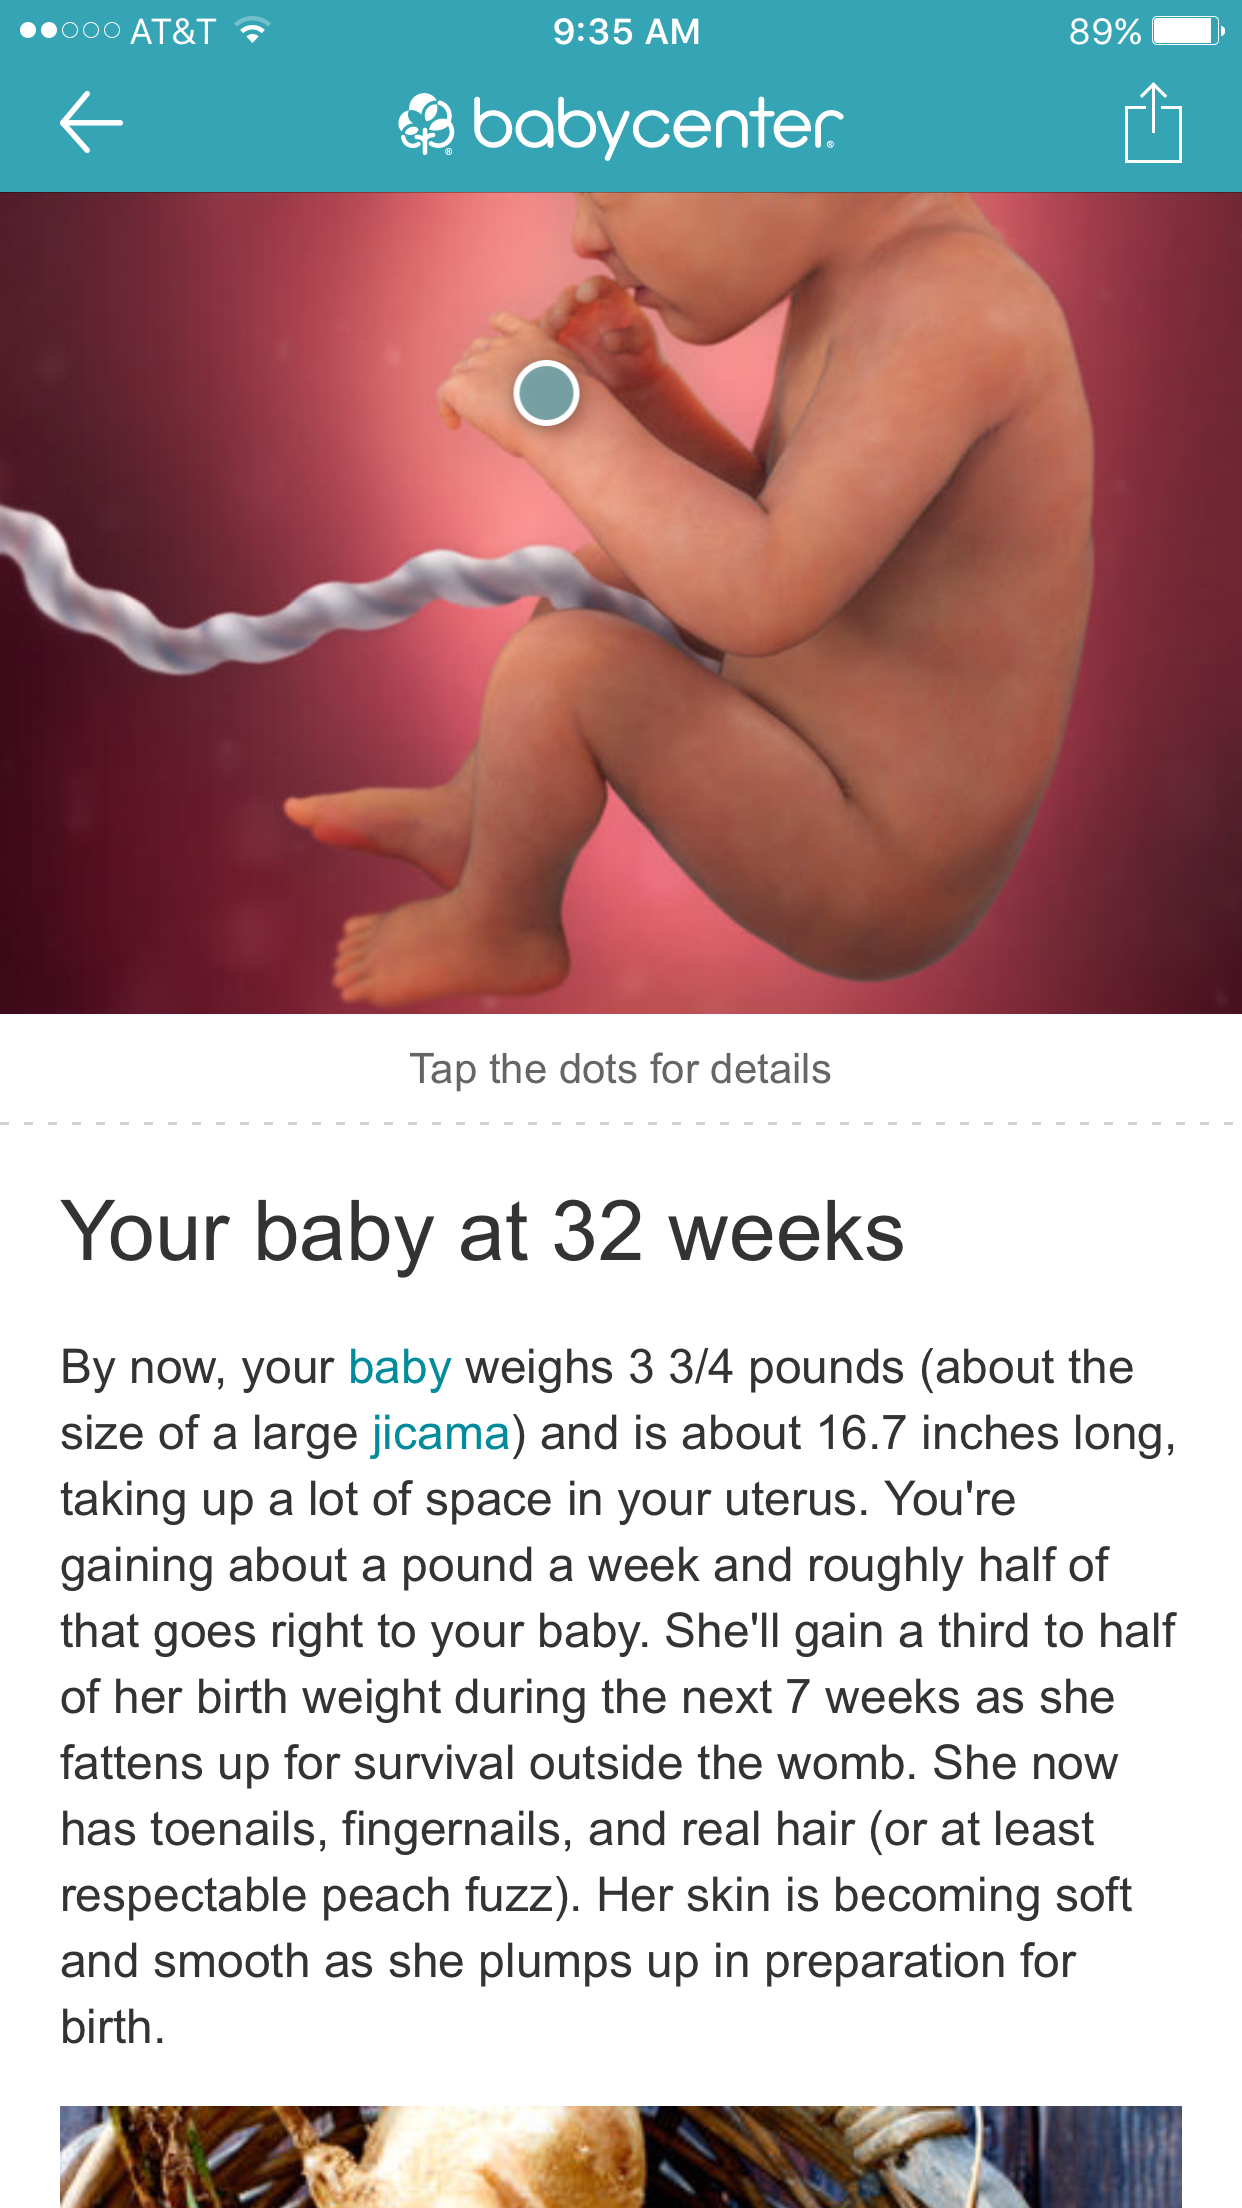 AT&T 9:35 AM 89%
babycenter
Tap the dots for details
Your baby at 32 weeks
By now, your baby weighs 3 3/4 pounds (about the
size of a large jicama) and is about 16.7 inches long,
taking up a lot of space in your uterus. You're
gaining about a pound a week and roughly half of
that goes right to your baby. She'll gain a third to half
of her birth weight during the next 7 weeks as she
fattens up for survival outside the womb. She now
has toenails, fingernails, and real hair (or at least
respectable peach fuzz). Her skin is becoming soft
and smooth as she plumps up in preparation for
birth.